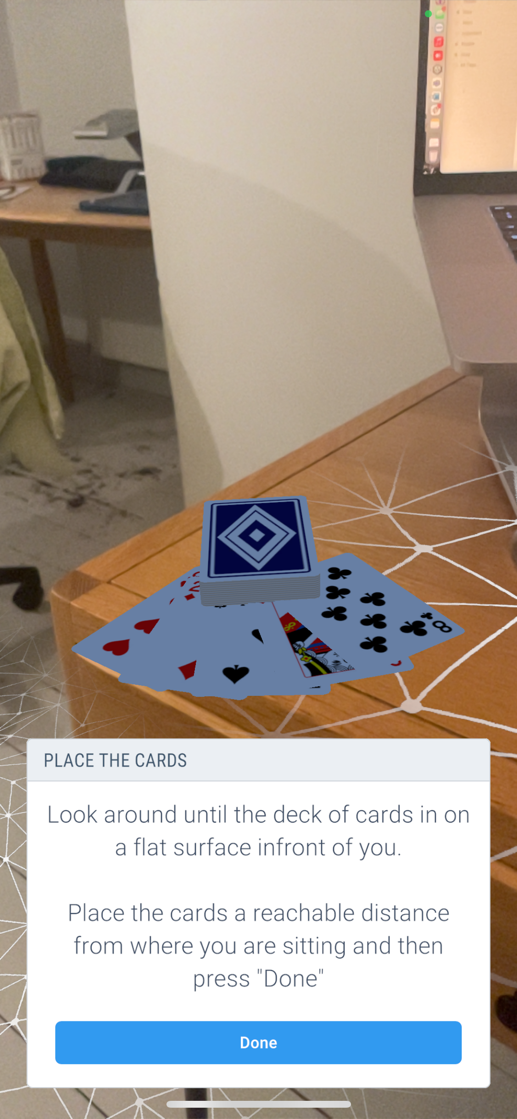 8
PLACE THE CARDS
Look around until the deck of cards in on
a flat surface infront of you.
Place the cards a reachable distance
from where you are sitting and then
press "Done"
Done